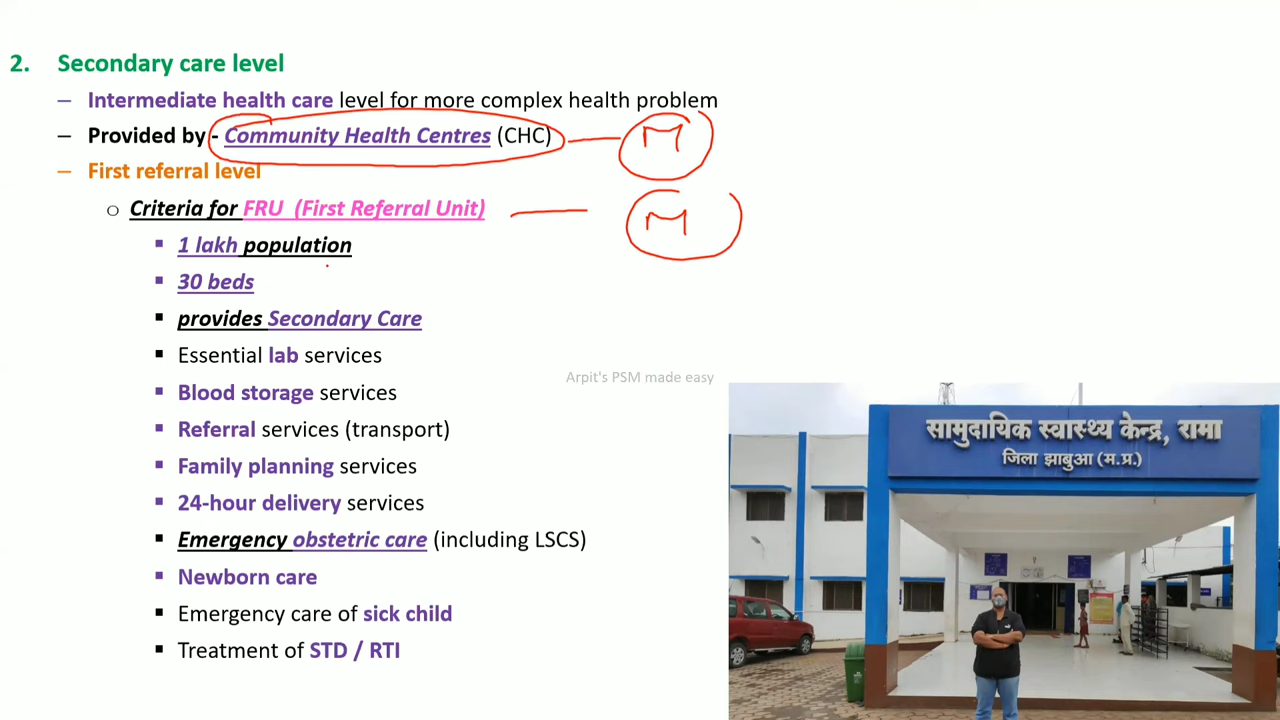 2. Secondary care level
– Intermediate health care level for more complex health problem
– Provided by - Community Health Centres (CHC)
M
– First referral level
o Criteria for FRU (First Referral Unit)
M
▪ 1 lakh population
▪ 30 beds
▪ provides Secondary Care
▪ Essential lab services
▪ Blood storage services
▪ Referral services (transport)
▪ Family planning services
▪ 24-hour delivery services
▪ Emergency obstetric care (including LSCS)
▪ Newborn care
▪ Emergency care of sick child
▪ Treatment of STD / RTI
Arpit's PSM made easy
सामुदायिक स्वास्थ्य केन्द्र, रामा
जिला झाबुआ (म.प्र.)